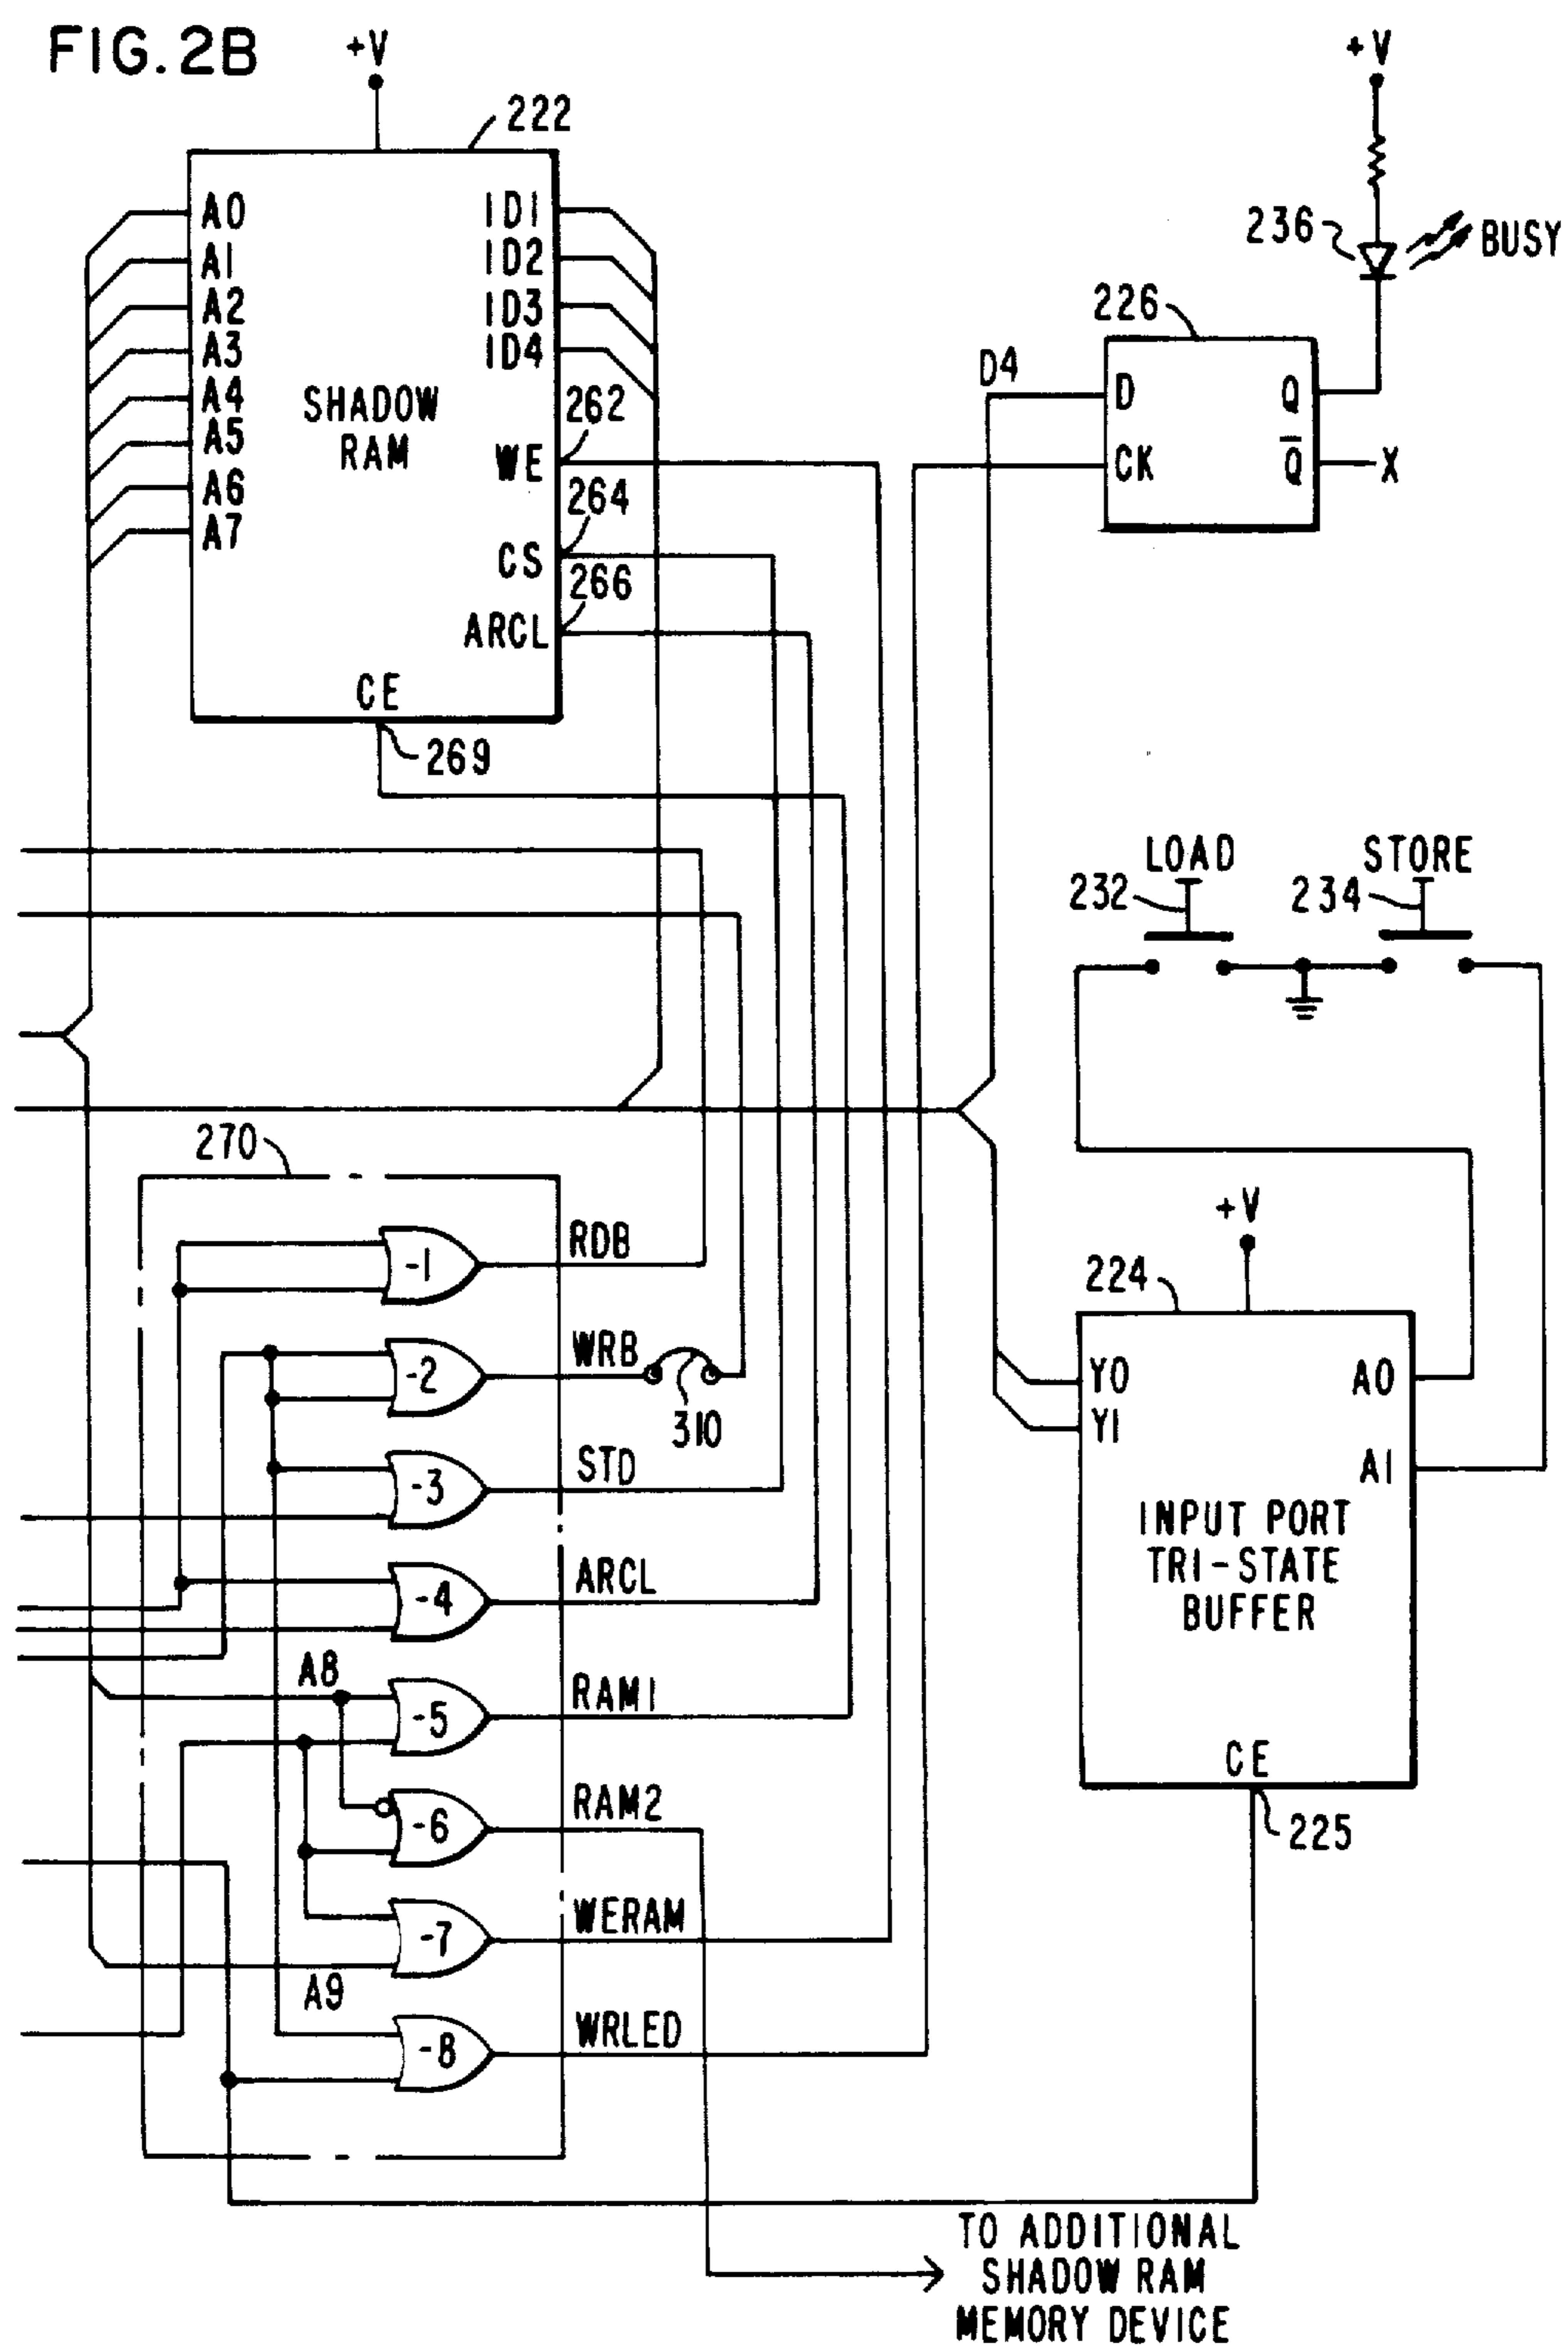 FIG. 2B
+V
222
A0
A1
A2
A3
A4
A5
A6
A7
ID1
ID2
ID3
ID4
SHADOW
RAM
WE
262
CS
264
ARCL
266
CE
269
+V
236
BUSY
226
D4
D
CK
Q
Q̅
X
LOAD
232
STORE
234
270
-1
RDB
-2
WRB
310
-3
STD
-4
ARCL
A8
-5
RAM1
-6
RAM2
-7
WERAM
A9
-8
WRLED
+V
224
Y0
Y1
A0
A1
INPUT PORT
TRI-STATE
BUFFER
CE
225
TO ADDITIONAL
SHADOW RAM
MEMORY DEVICE